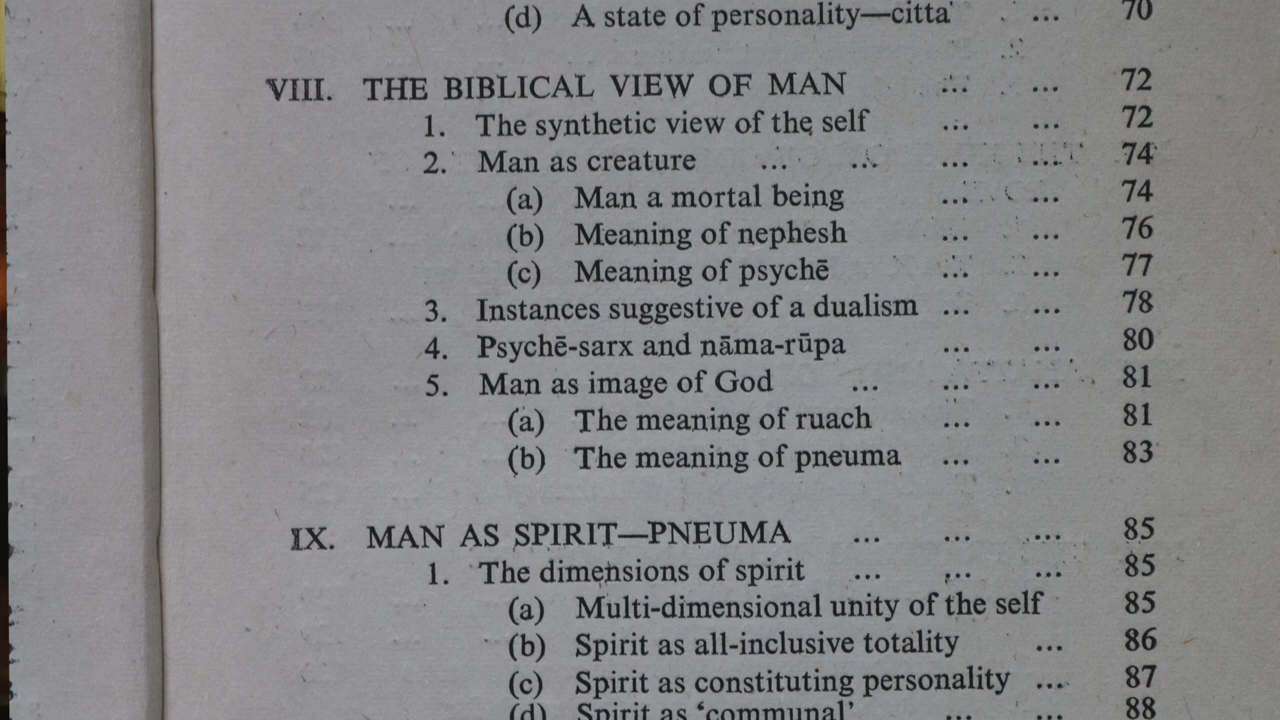 (d) A state of personality—citta ... 70
VIII. THE BIBLICAL VIEW OF MAN ... ... 72
1. The synthetic view of the self ... ... 72
2. Man as creature ... ... ... ... 74
(a) Man a mortal being ... ... 74
(b) Meaning of nephesh ... ... 76
(c) Meaning of psychē ... ... 77
3. Instances suggestive of a dualism ... ... 78
4. Psychē-sarx and nāma-rūpa ... ... 80
5. Man as image of God ... ... ... 81
(a) The meaning of ruach ... ... 81
(b) The meaning of pneuma ... ... 83
IX. MAN AS SPIRIT—PNEUMA ... ... ... 85
1. The dimensions of spirit ... ... ... 85
(a) Multi-dimensional unity of the self 85
(b) Spirit as all-inclusive totality ... 86
(c) Spirit as constituting personality ... 87
(d) Spirit as ‘communal’ ... ... 88